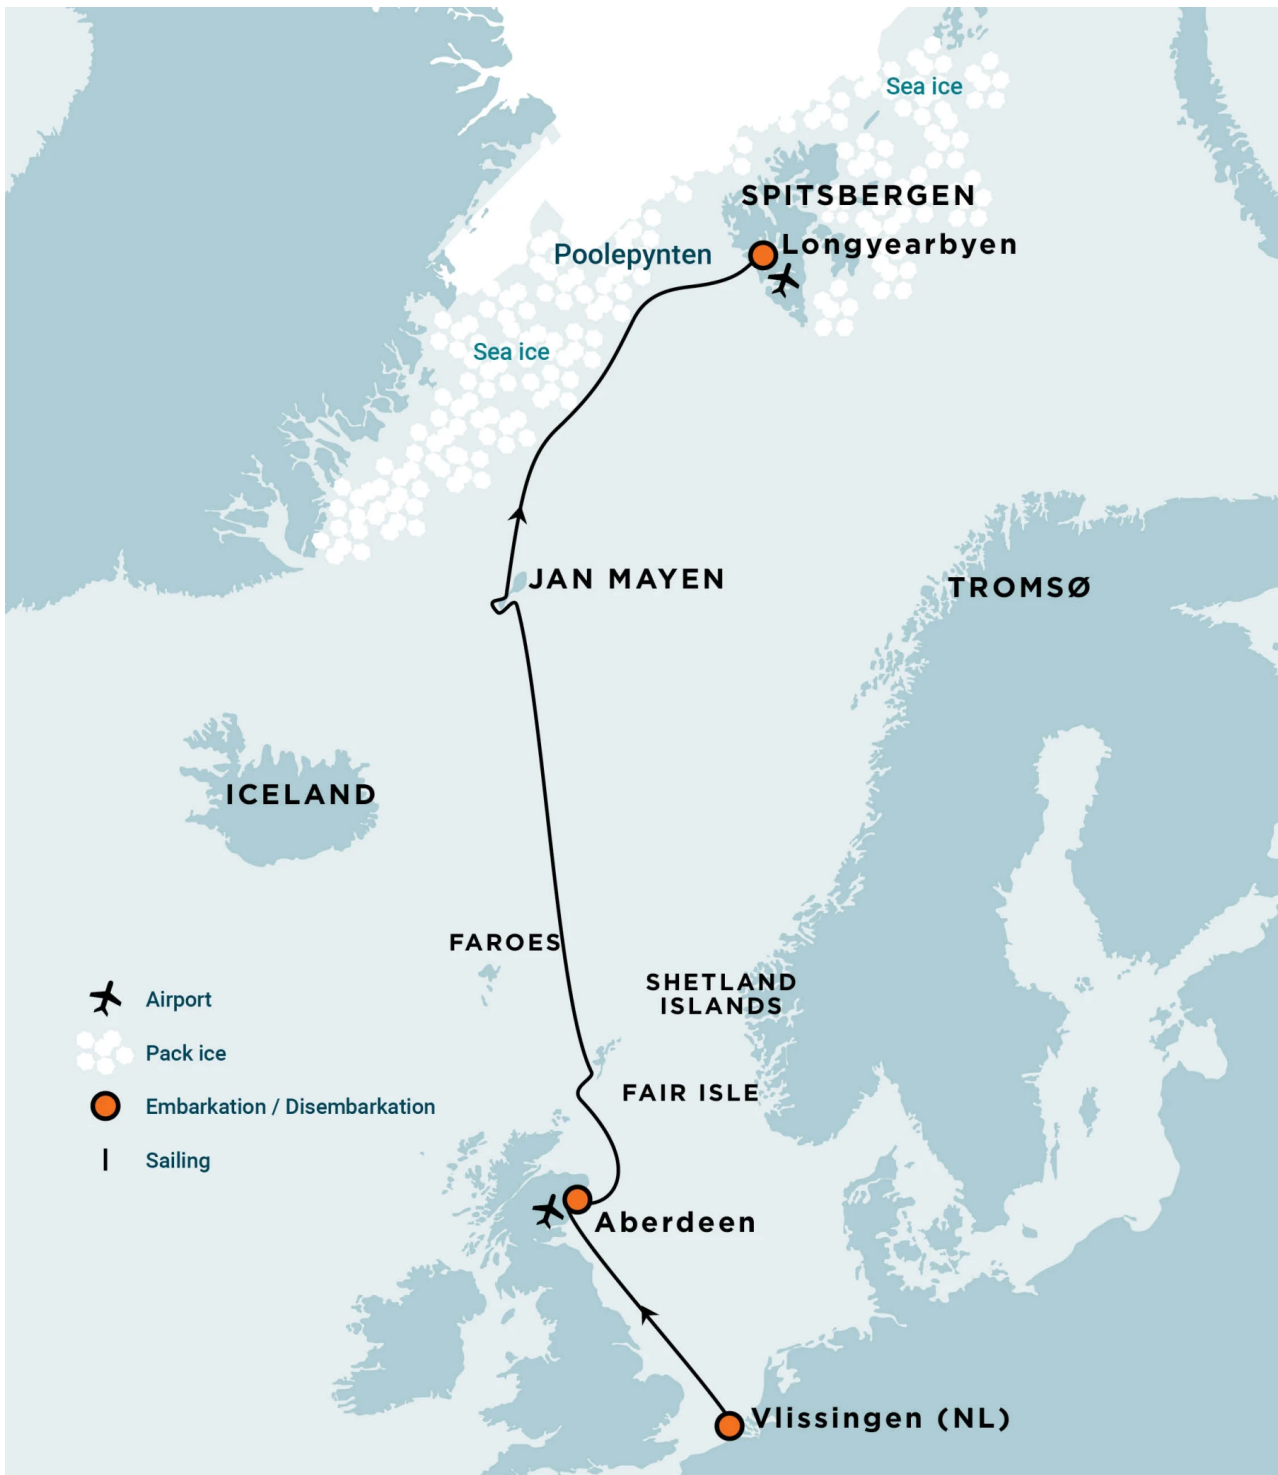 Sea ice
SPITSBERGEN
Longyearbyen
Poolepynten
Sea ice
JAN MAYEN
TROMSØ
ICELAND
FAROES
SHETLAND
ISLANDS
FAIR ISLE
Airport
Pack ice
Embarkation / Disembarkation
Sailing
Aberdeen
Vlissingen (NL)